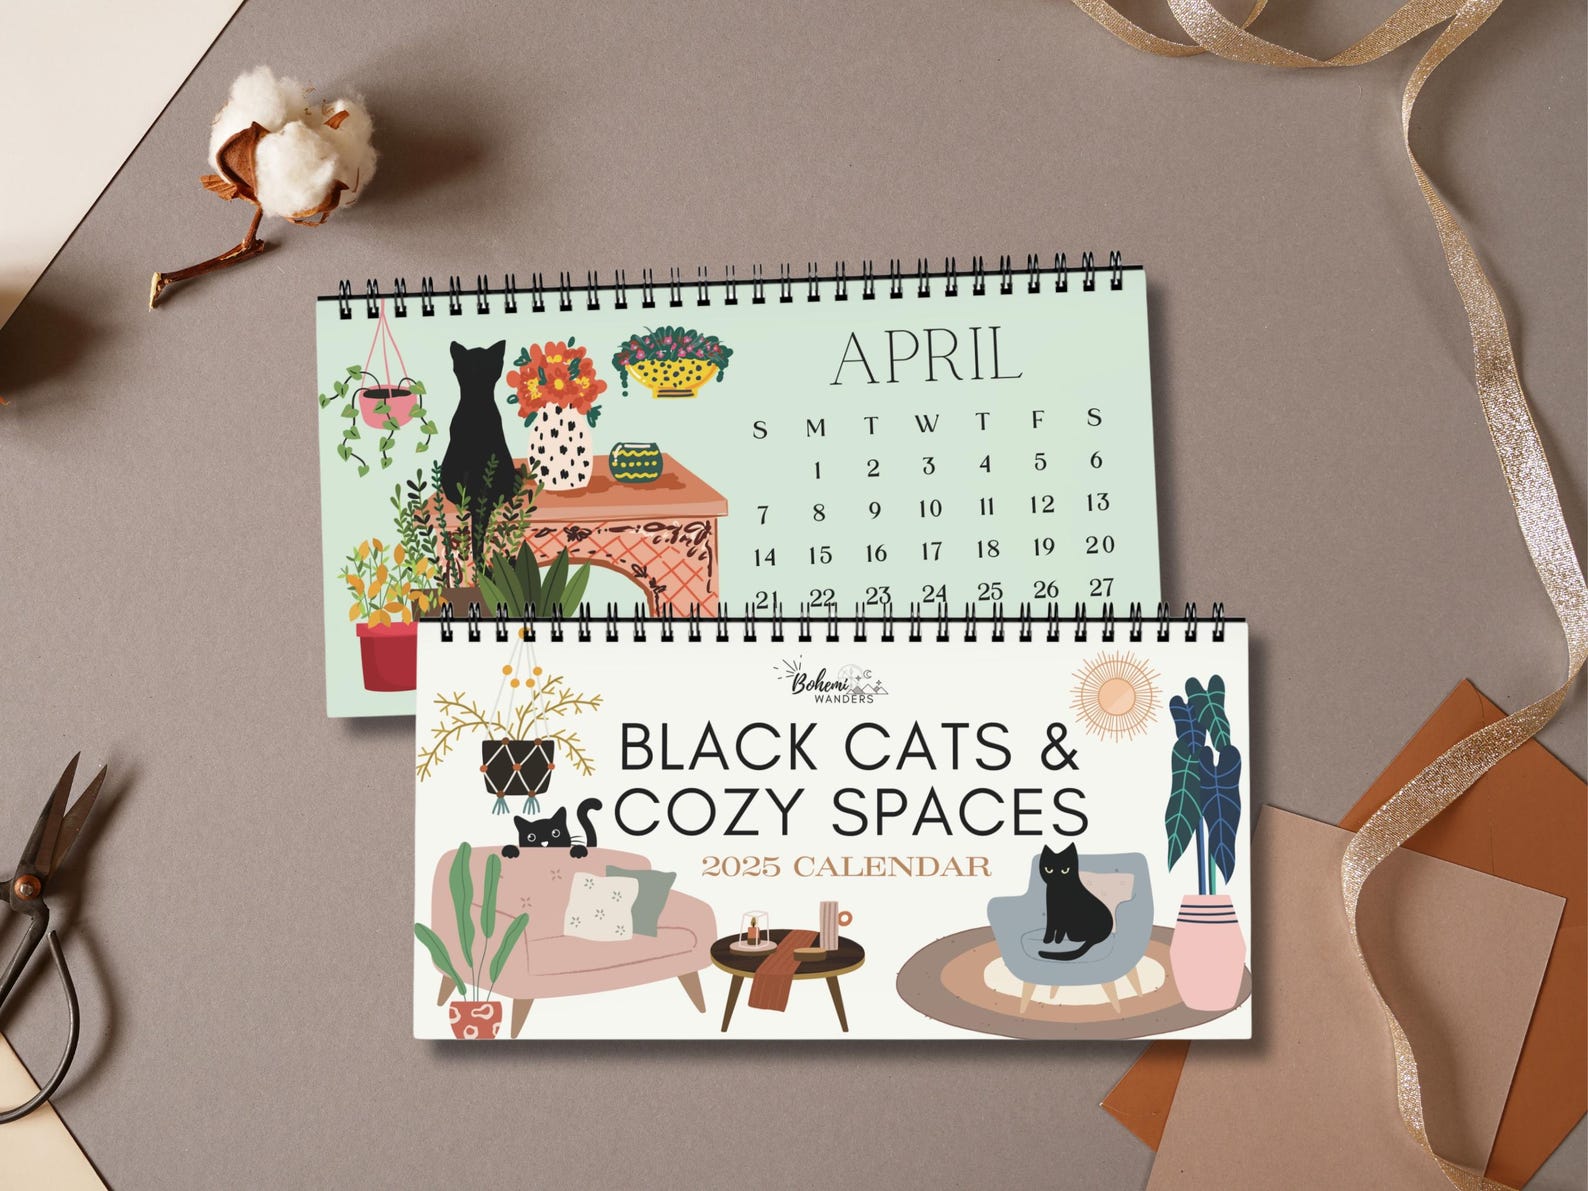 APRIL
S M T W T F S
1 2 3 4 5 6
7 8 9 10 11 12 13
14 15 16 17 18 19 20
21 22 23 24 25 26 27
Bohemi
WANDERS
BLACK CATS &
COZY SPACES
2025 CALENDAR